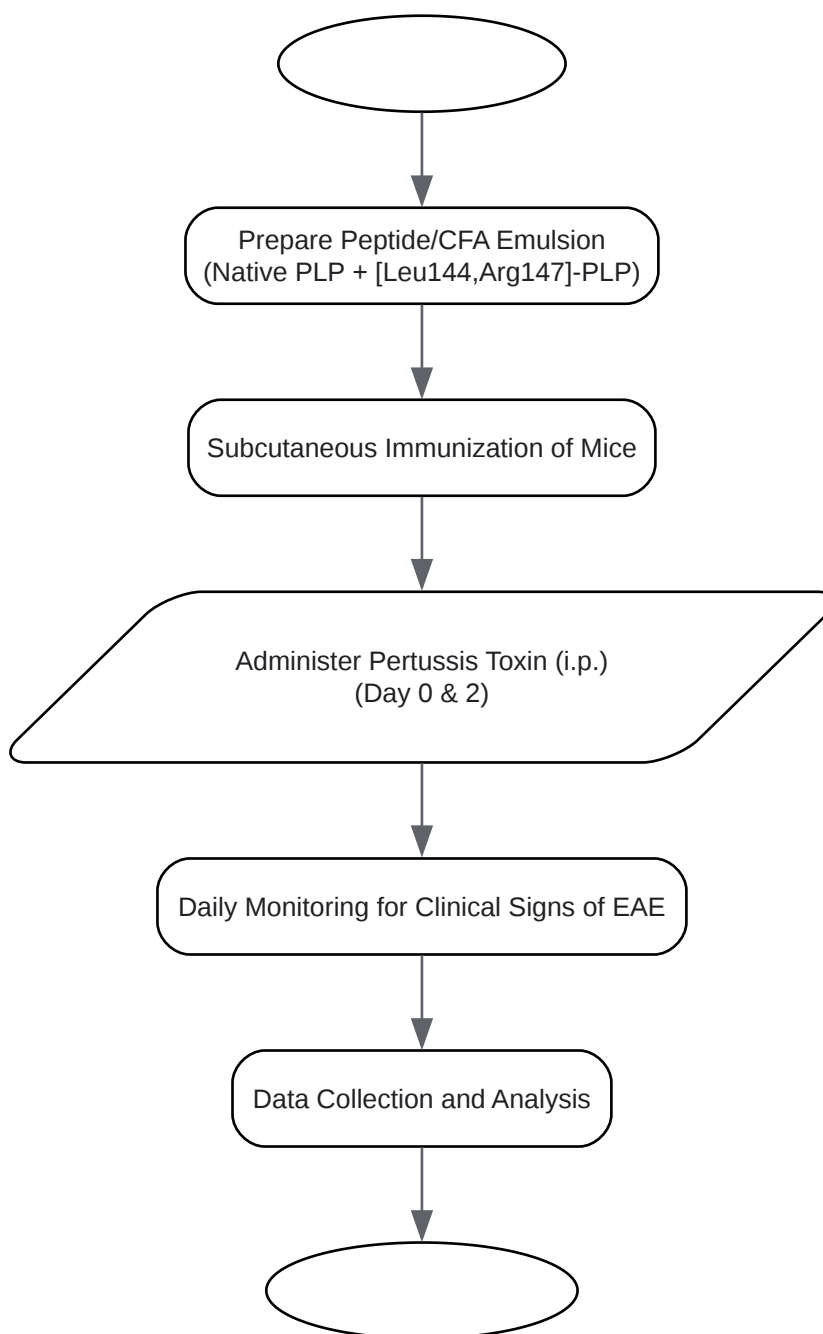 Prepare Peptide/CFA Emulsion
(Native PLP + [Leu144,Arg147]-PLP)
Subcutaneous Immunization of Mice
Administer Pertussis Toxin (i.p.)
(Day 0 & 2)
Daily Monitoring for Clinical Signs of EAE
Data Collection and Analysis